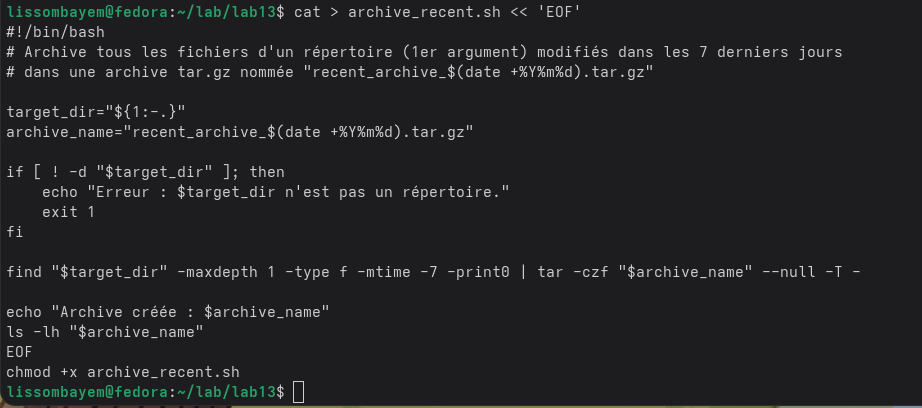 lissombayem@fedora:~/lab/lab13$ cat > archive_recent.sh << 'EOF'
#!/bin/bash
# Archive tous les fichiers d'un répertoire (1er argument) modifiés dans les 7 derniers jours
# dans une archive tar.gz nommée "recent_archive_$(date +%Y%m%d).tar.gz"

target_dir="${1:-.}"
archive_name="recent_archive_$(date +%Y%m%d).tar.gz"

if [ ! -d "$target_dir" ]; then
    echo "Erreur : $target_dir n'est pas un répertoire."
    exit 1
fi

find "$target_dir" -maxdepth 1 -type f -mtime -7 -print0 | tar -czf "$archive_name" --null -T -

echo "Archive créée : $archive_name"
ls -lh "$archive_name"
EOF
chmod +x archive_recent.sh
lissombayem@fedora:~/lab/lab13$